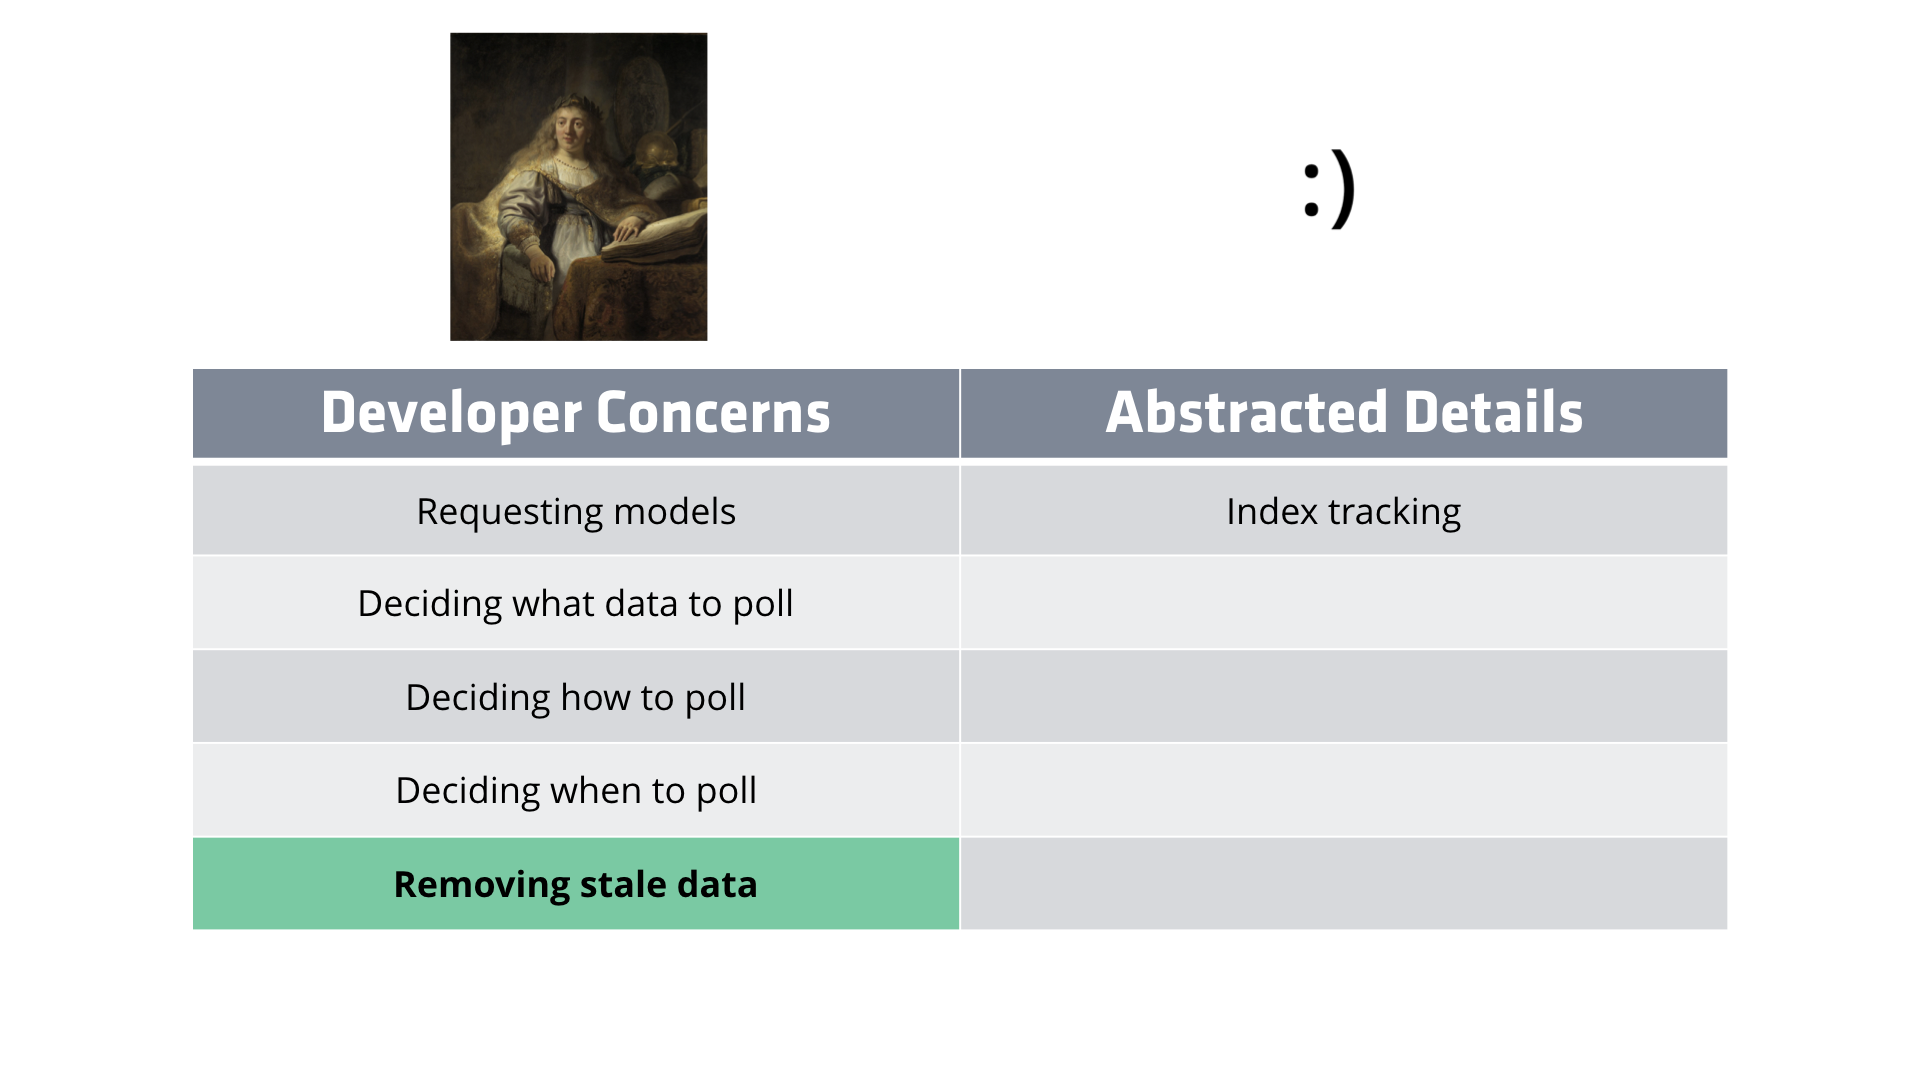 :)
Developer Concerns
Abstracted Details
Requesting models
Index tracking
Deciding what data to poll
Deciding how to poll
Deciding when to poll
Removing stale data